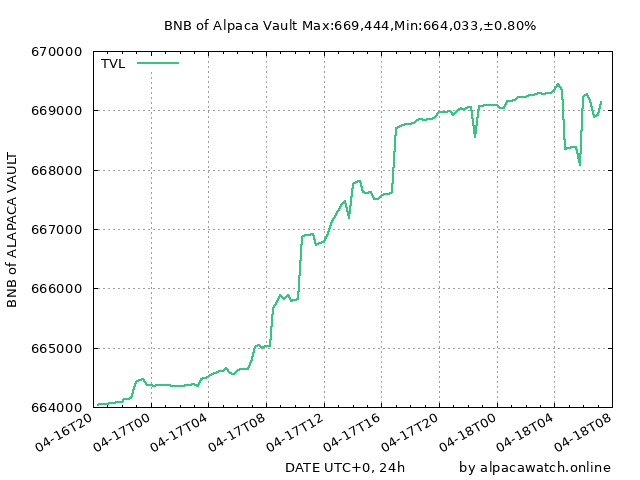 BNB of Alpaca Vault Max:669,444,Min:664,033,±0.80%
TVL
670000
669000
668000
667000
666000
665000
664000
BNB of ALAPACA VAULT
04-16T20
04-17T00
04-17T04
04-17T08
04-17T12
04-17T16
04-17T20
04-18T00
04-18T04
04-18T08
DATE UTC+0, 24h
by alpacawatch.online